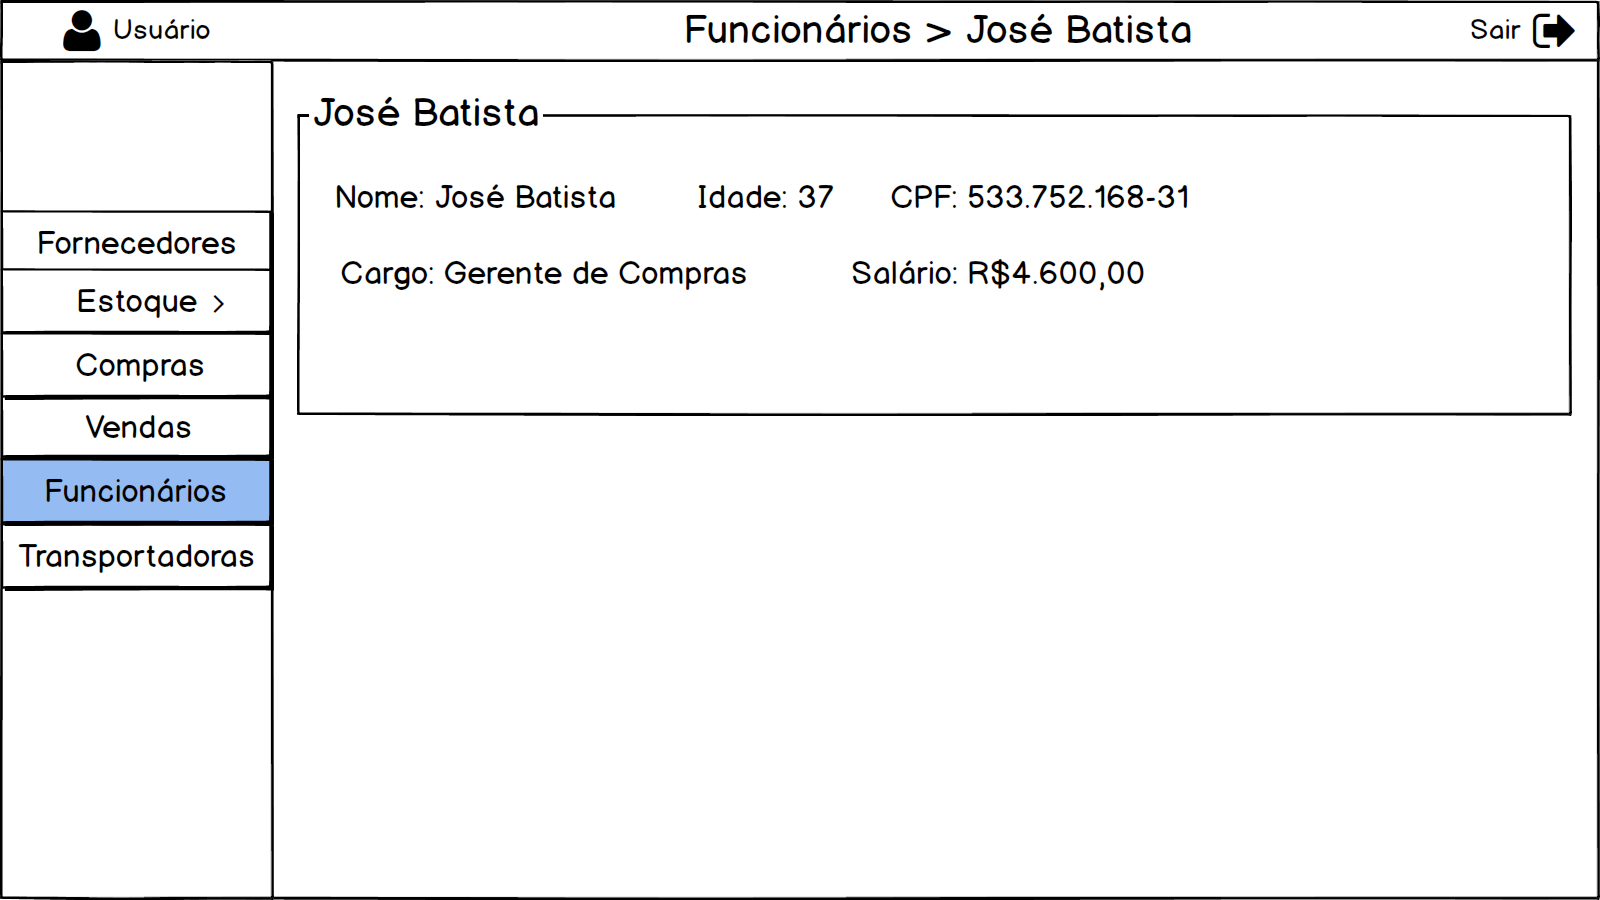 Usuário
Funcionários > José Batista
Sair
José Batista
Nome: José Batista Idade: 37 CPF: 533.752.168-31
Cargo: Gerente de Compras Salário: R$4.600,00
Fornecedores
Estoque >
Compras
Vendas
Funcionários
Transportadoras